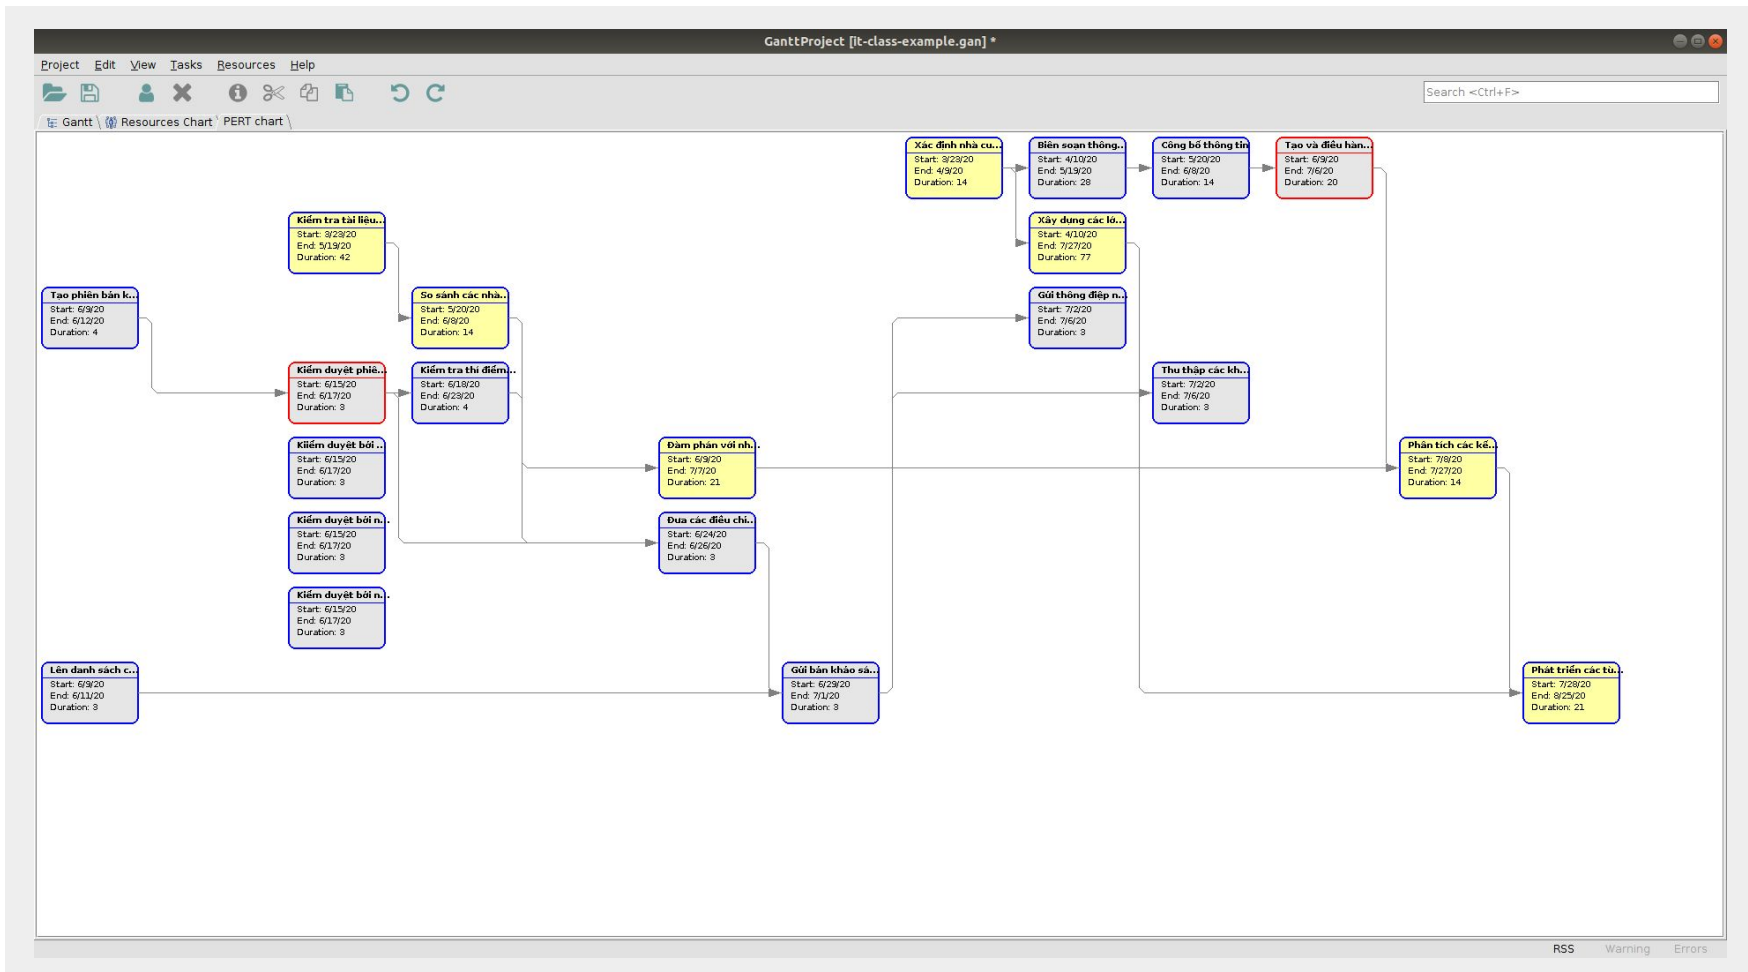 GanttProject [it-class-example.gan] *
Project Edit View Tasks Resources Help
Search <Ctrl+F>
Gantt Resources Chart PERT chart
Xác định nhà cu...
Start: 3/23/20
End: 4/9/20
Duration: 14
Biên soạn thông...
Start: 4/10/20
End: 5/19/20
Duration: 28
Công bố thông tin
Start: 5/20/20
End: 6/8/20
Duration: 14
Tạo và điều hàn...
Start: 6/9/20
End: 7/6/20
Duration: 20
Kiểm tra tài liệu...
Start: 3/23/20
End: 5/19/20
Duration: 42
Xây dựng các lớ...
Start: 4/10/20
End: 7/27/20
Duration: 77
Tạo phiên bản k...
Start: 6/9/20
End: 6/12/20
Duration: 4
So sánh các nhà...
Start: 5/20/20
End: 6/8/20
Duration: 14
Gửi thông điệp n...
Start: 7/2/20
End: 7/6/20
Duration: 3
Kiểm duyệt phiê...
Start: 6/15/20
End: 6/17/20
Duration: 3
Kiểm tra thí điểm...
Start: 6/18/20
End: 6/23/20
Duration: 4
Thu thập các kh...
Start: 7/2/20
End: 7/6/20
Duration: 3
Kiiểm duyệt bởi ...
Start: 6/15/20
End: 6/17/20
Duration: 3
Đàm phán với nh...
Start: 6/9/20
End: 7/7/20
Duration: 21
Phân tích các kế...
Start: 7/8/20
End: 7/27/20
Duration: 14
Kiểm duyệt bởi n...
Start: 6/15/20
End: 6/17/20
Duration: 3
Đưa các điều chỉ...
Start: 6/24/20
End: 6/26/20
Duration: 3
Kiểm duyệt bởi n...
Start: 6/15/20
End: 6/17/20
Duration: 3
Lên danh sách c...
Start: 6/9/20
End: 6/11/20
Duration: 3
Gửi bản khảo sá...
Start: 6/29/20
End: 7/1/20
Duration: 3
Phát triển các tù...
Start: 7/28/20
End: 8/25/20
Duration: 21
RSS Warning Errors